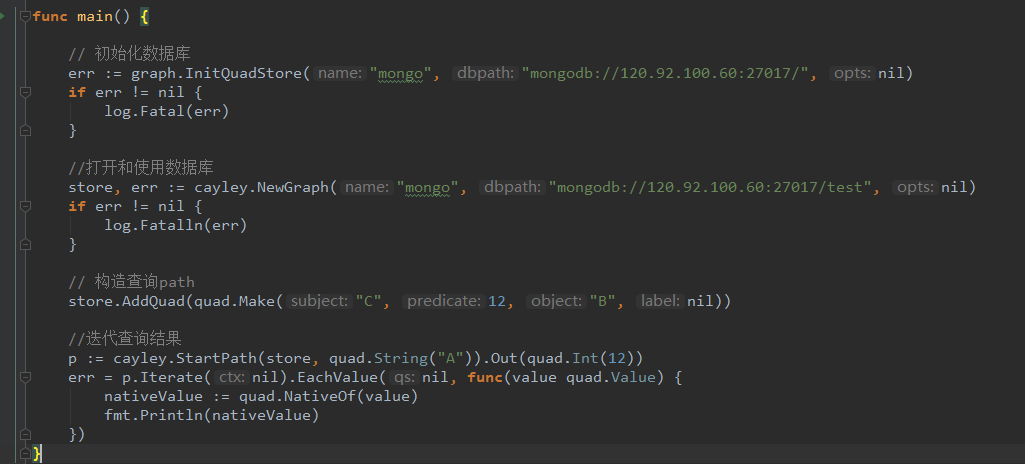 func main() {
// 初始化数据库
err := graph.InitQuadStore( name: "mongo", dbpath: "mongodb://120.92.100.60:27017/", opts: nil)
if err != nil {
log.Fatal(err)
}
//打开和使用数据库
store, err := cayley.NewGraph( name: "mongo", dbpath: "mongodb://120.92.100.60:27017/test", opts: nil)
if err != nil {
log.Fatalln(err)
}
// 构造查询path
store.AddQuad(quad.Make( subject: "C", predicate: 12, object: "B", label: nil))
//迭代查询结果
p := cayley.StartPath(store, quad.String("A")).Out(quad.Int(12))
err = p.Iterate( ctx: nil).EachValue( qs: nil, func(value quad.Value) {
nativeValue := quad.NativeOf(value)
fmt.Println(nativeValue)
})
}